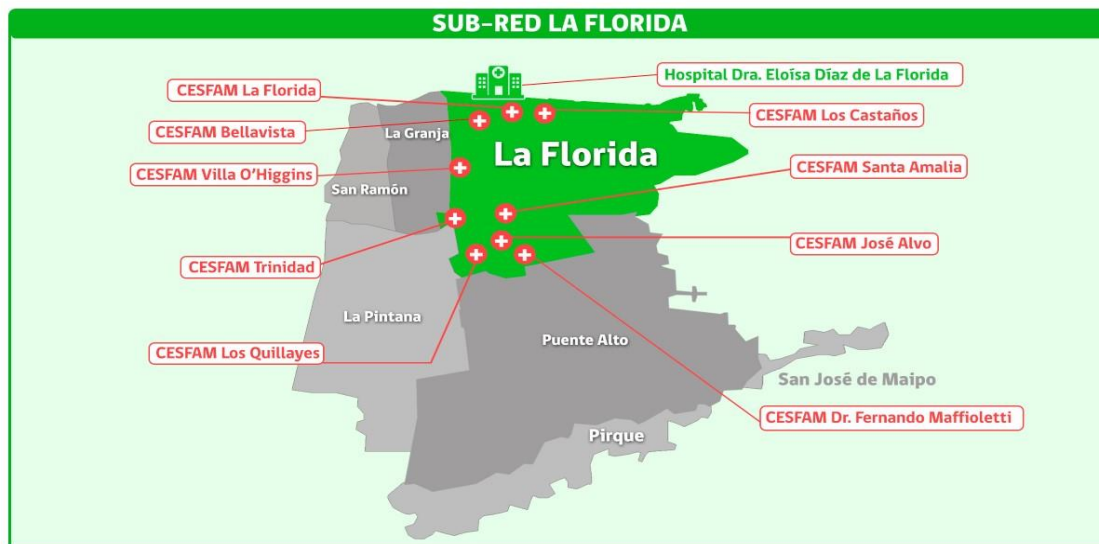 SUB-RED LA FLORIDA
Hospital Dra. Eloísa Díaz de La Florida
CESFAM La Florida
CESFAM Los Castaños
CESFAM Bellavista
La Granja
La Florida
CESFAM Villa O'Higgins
CESFAM Santa Amalia
San Ramón
CESFAM José Alvo
CESFAM Trinidad
La Pintana
Puente Alto
CESFAM Los Quillayes
San José de Maipo
CESFAM Dr. Fernando Maffioletti
Pirque